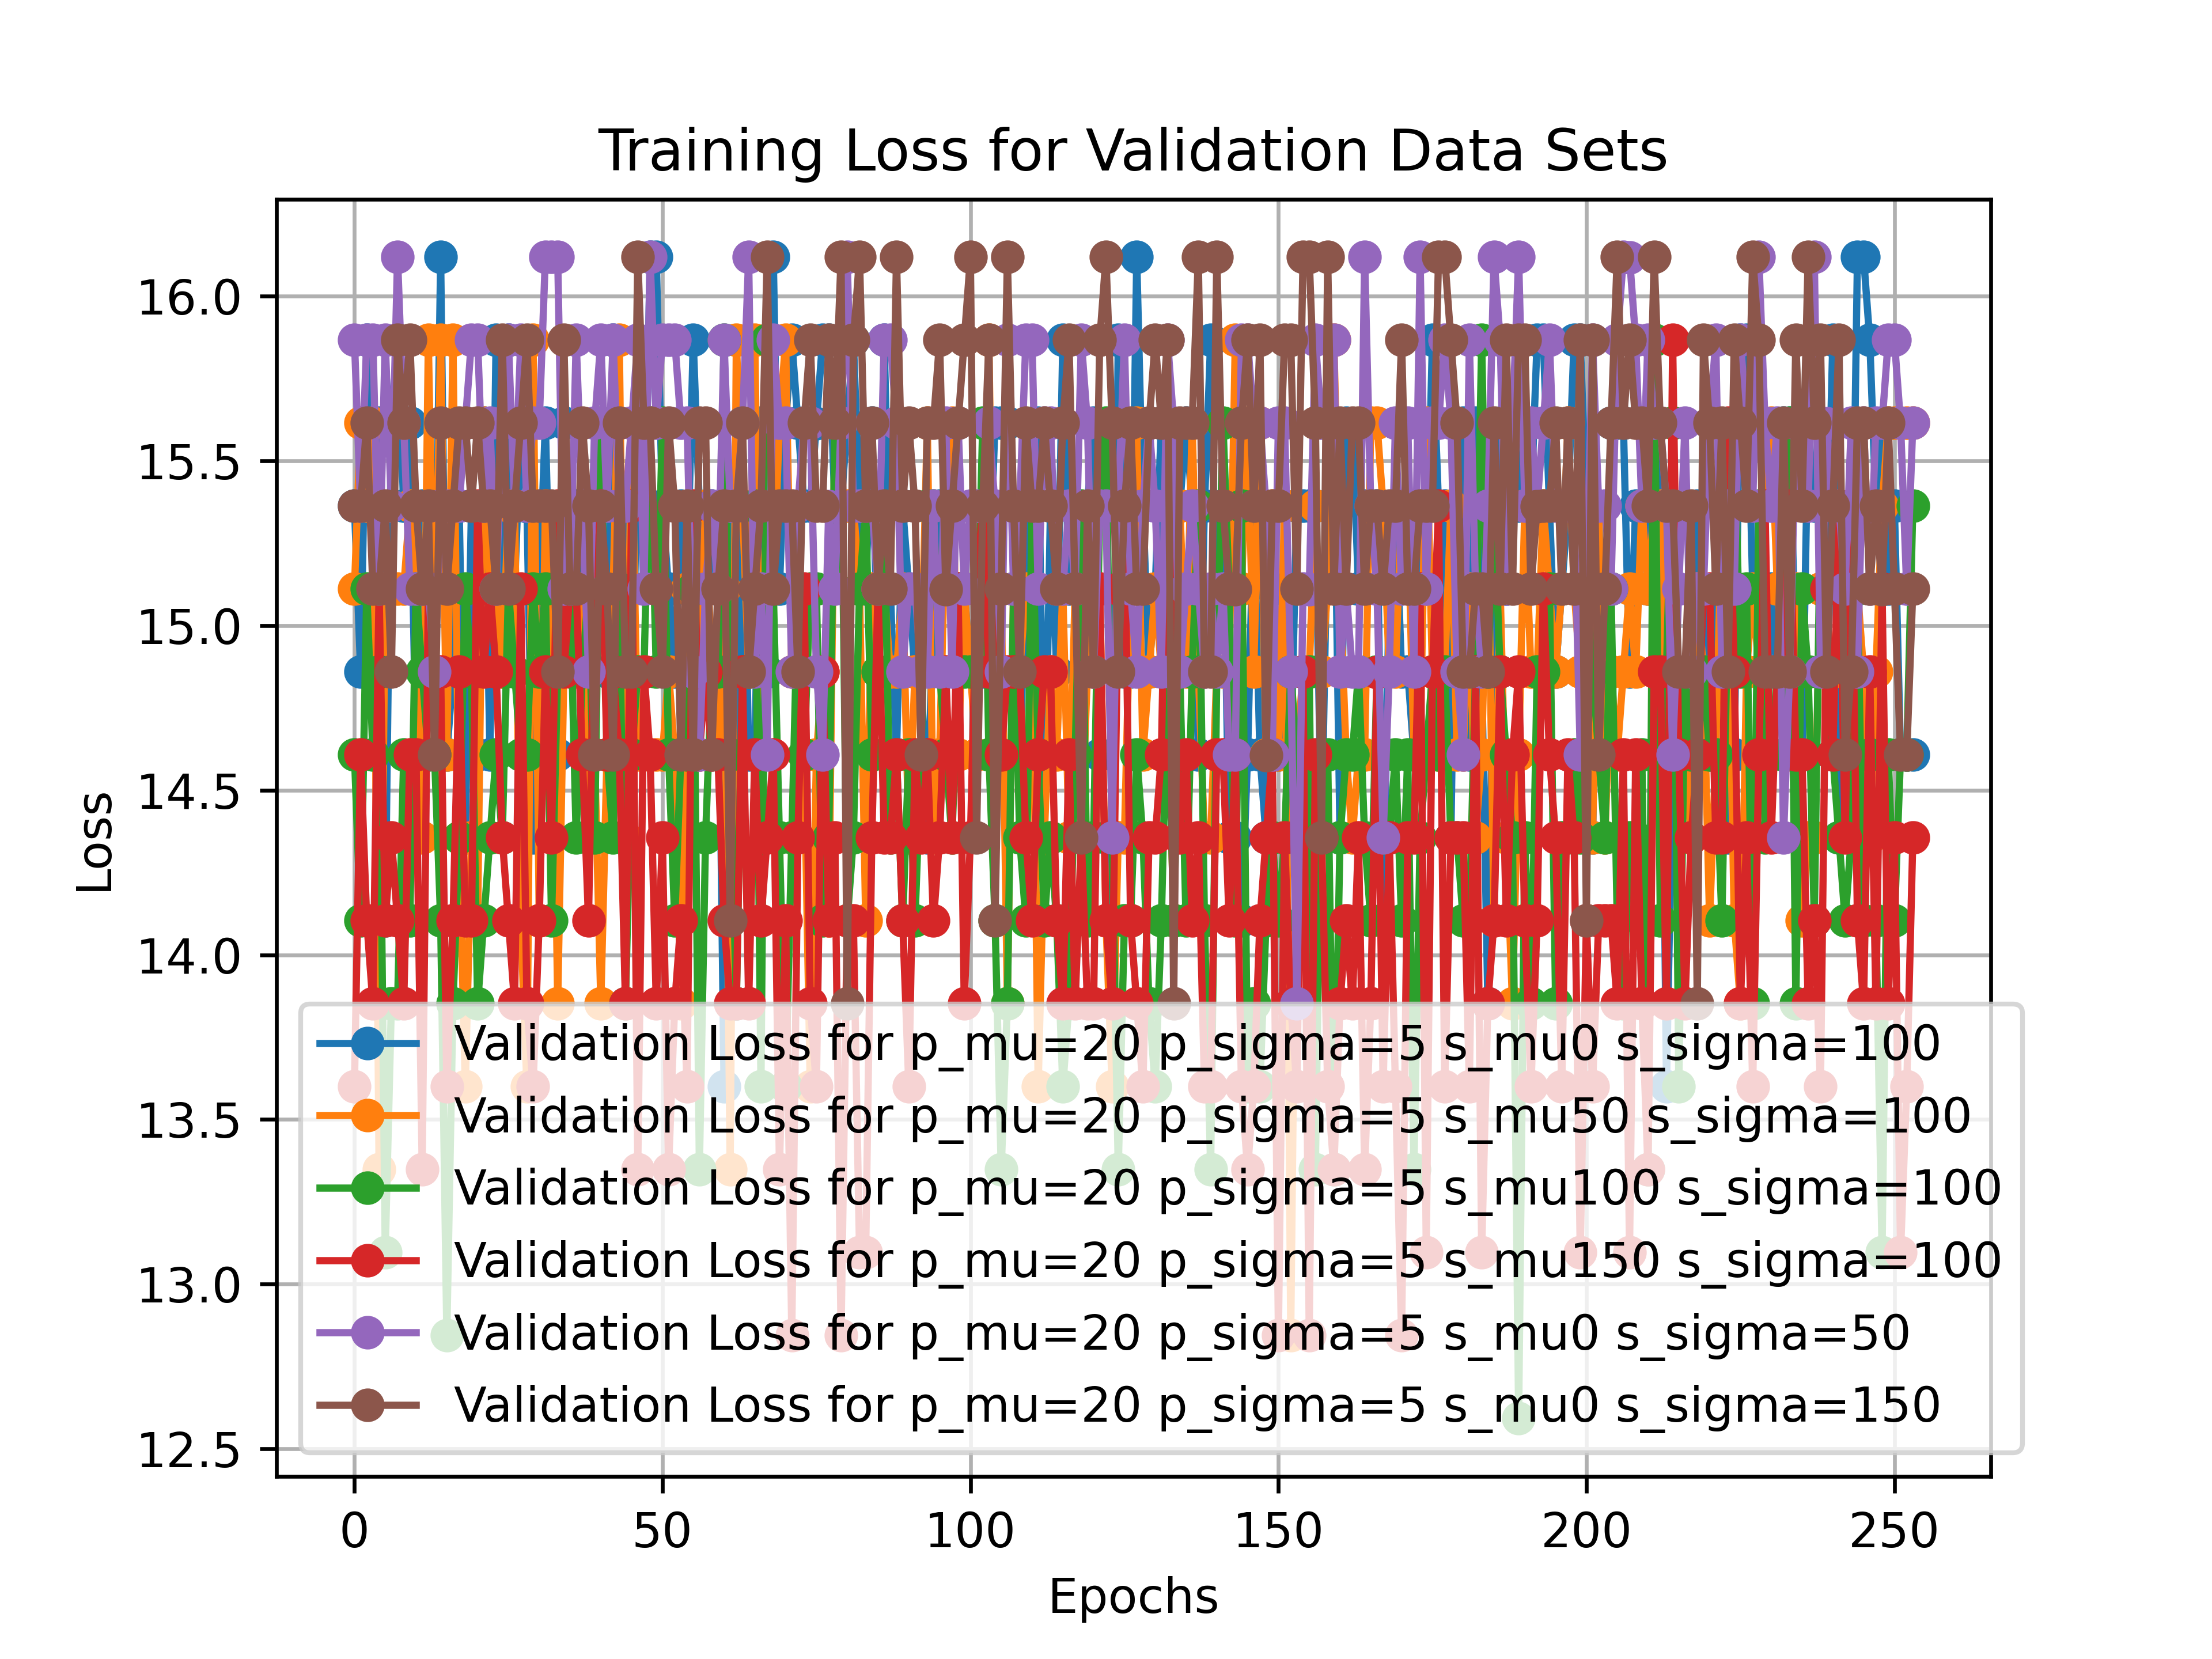 Training Loss for Validation Data Sets
16.0
15.5
15.0
14.5
14.0
13.5
13.0
12.5
Loss
Validation Loss for p_mu=20 p_sigma=5 s_mu0 s_sigma=100
Validation Loss for p_mu=20 p_sigma=5 s_mu50 s_sigma=100
Validation Loss for p_mu=20 p_sigma=5 s_mu100 s_sigma=100
Validation Loss for p_mu=20 p_sigma=5 s_mu150 s_sigma=100
Validation Loss for p_mu=20 p_sigma=5 s_mu0 s_sigma=50
Validation Loss for p_mu=20 p_sigma=5 s_mu0 s_sigma=150
0 50 100 150 200 250
Epochs